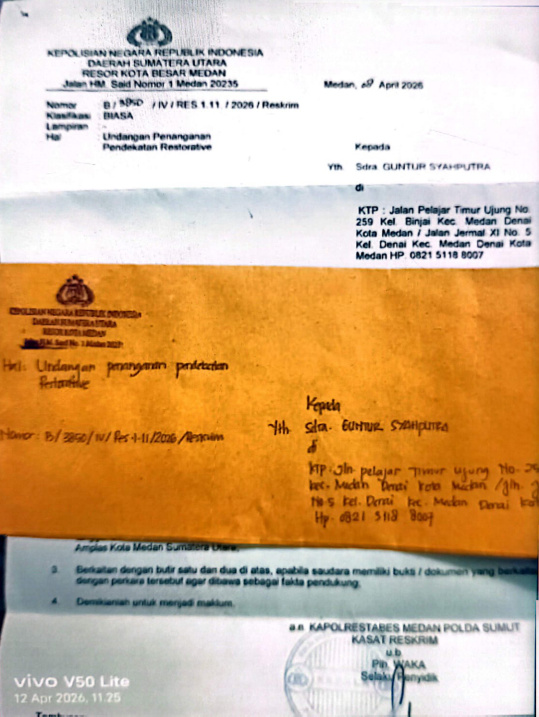 KEPOLISIAN NEGARA REPUBLIK INDONESIA
DAERAH SUMATERA UTARA
RESOR KOTA BESAR MEDAN
Jalan HM. Said Nomor 1 Medan 20235
Medan, April 2026
Nomor : B / 3850 / IV / RES 1.11 / 2026 / Reskrim
Klasifikasi : BIASA
Lampiran : -
Hal : Undangan Penanganan
Pendekatan Restorative
Kepada
Yth. Sdra. GUNTUR SYAHPUTRA
di
KTP : Jalan Pelajar Timur Ujung No.
259 Kel. Binjai Kec. Medan Denai
Kota Medan / Jalan Jermal XI No. 5
Kel. Denai Kec. Medan Denai Kota
Medan HP. 0821 5118 8007
KEPOLISIAN NEGARA REPUBLIK INDONESIA
DAERAH SUMATERA UTARA
RESOR KOTA MEDAN
Jalan H.M. Said No. 1 Medan
Hal : Undangan penanganan pendekatan
Restorative
Nomor : B/ 3850/ IV/ Res 1-11/2026 /Reskrim
Kepada
Yth. Sdra. GUNTUR SYAHPUTRA
di
KTP : Jln. pelajar Timur Ujung No. 25
kec. Medan Denai Kota Medan /Jln.
No 5 kel. Denai kec. Medan Denai
Hp. 0821 5118 8007
Amplas Kota Medan Sumatera Utara;
3. Berkaitan dengan butir satu dan dua di atas, apabila saudara memiliki bukti / dokumen yang
dengan perkara tersebut agar dibawa sebagai fakta pendukung.
4. Demikianlah untuk menjadi maklum.
a.n. KAPOLRESTABES MEDAN POLDA SUMUT
KASAT RESKRIM
u.b
Plh. WAKA
Selaku Penyidik
vivo V50 Lite
12 Apr 2026, 11.25